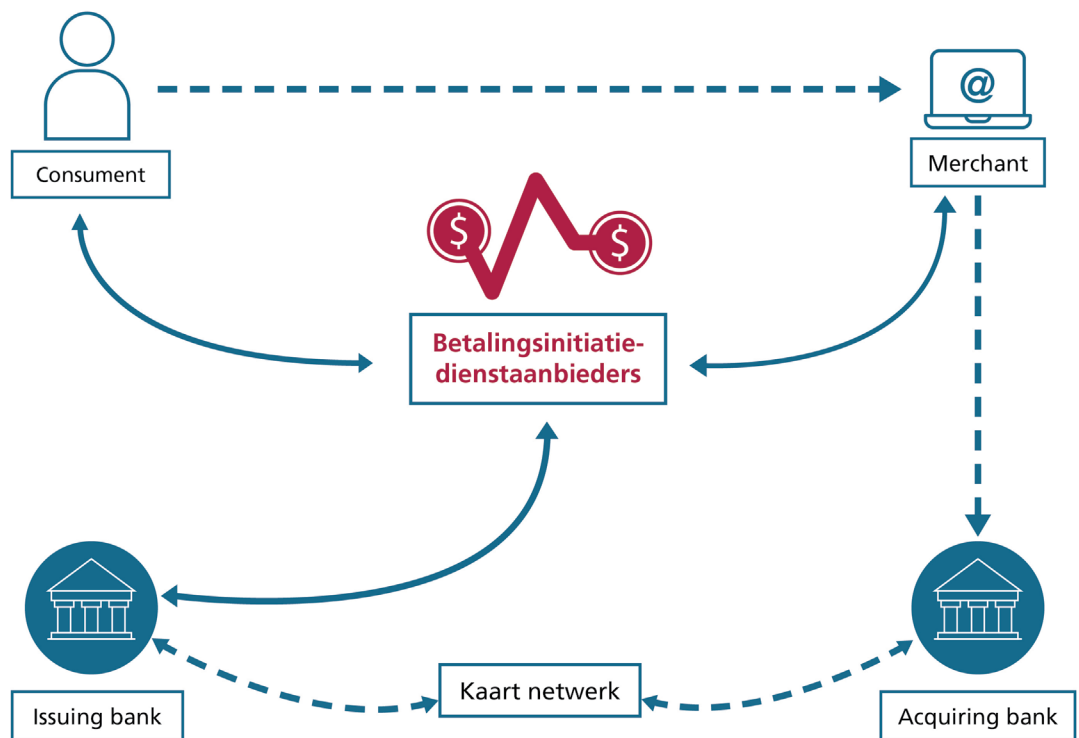 @
Consument
Merchant
$
$
Betalingsinitiatie-
dienstaanbieders
Kaart netwerk
Issuing bank
Acquiring bank